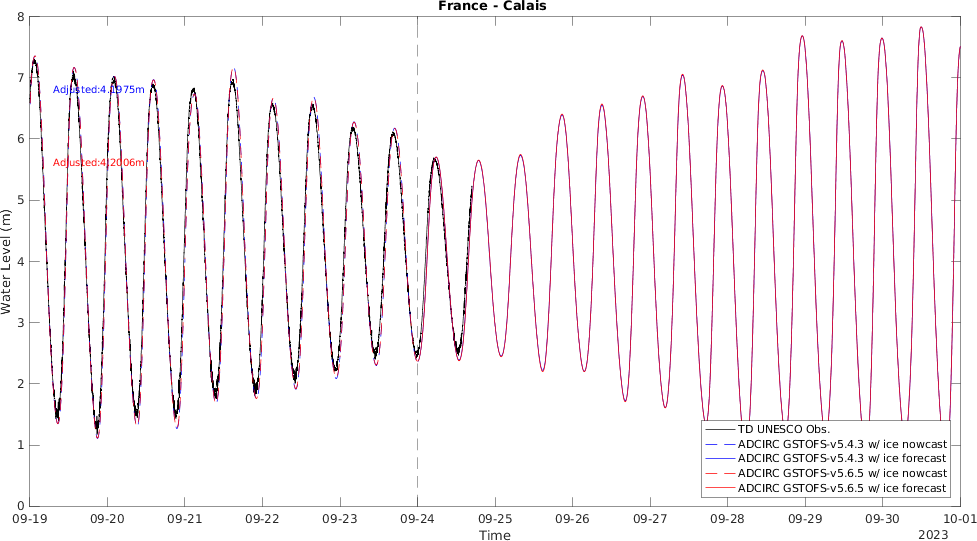 France - Calais
8
7
6
5
4
3
2
1
0
Water Level (m)
Adjusted:4.1975m
Adjusted:4.2006m
TD UNESCO Obs.
ADCIRC GSTOFS-v5.4.3 w/ ice nowcast
ADCIRC GSTOFS-v5.4.3 w/ ice forecast
ADCIRC GSTOFS-v5.6.5 w/ ice nowcast
ADCIRC GSTOFS-v5.6.5 w/ ice forecast
09-19 09-20 09-21 09-22 09-23 09-24 09-25 09-26 09-27 09-28 09-29 09-30 10-01
Time
2023